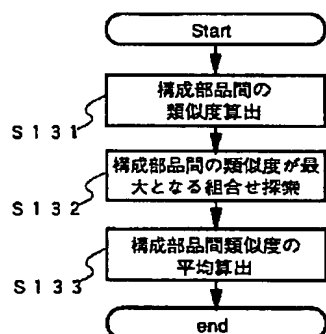 Start
構成部品間の
類似度算出
S131
構成部品間の類似度が最
大となる組合せ探索
S132
構成部品間類似度の
平均算出
S133
end